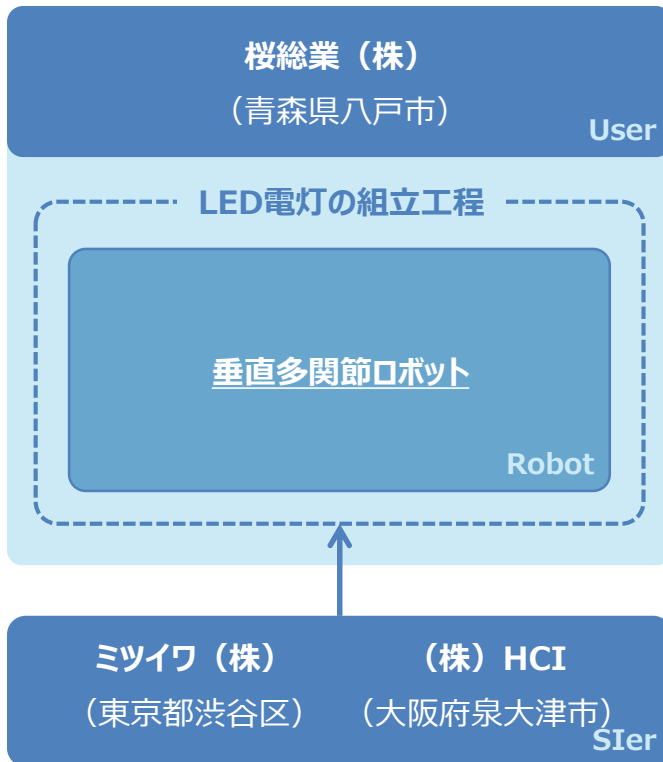 桜総業（株）
（青森県八戸市）
User
LED電灯の組立工程
垂直多関節ロボット
Robot
ミツイワ（株） （株）HCI
（東京都渋谷区） （大阪府泉大津市）
SIer